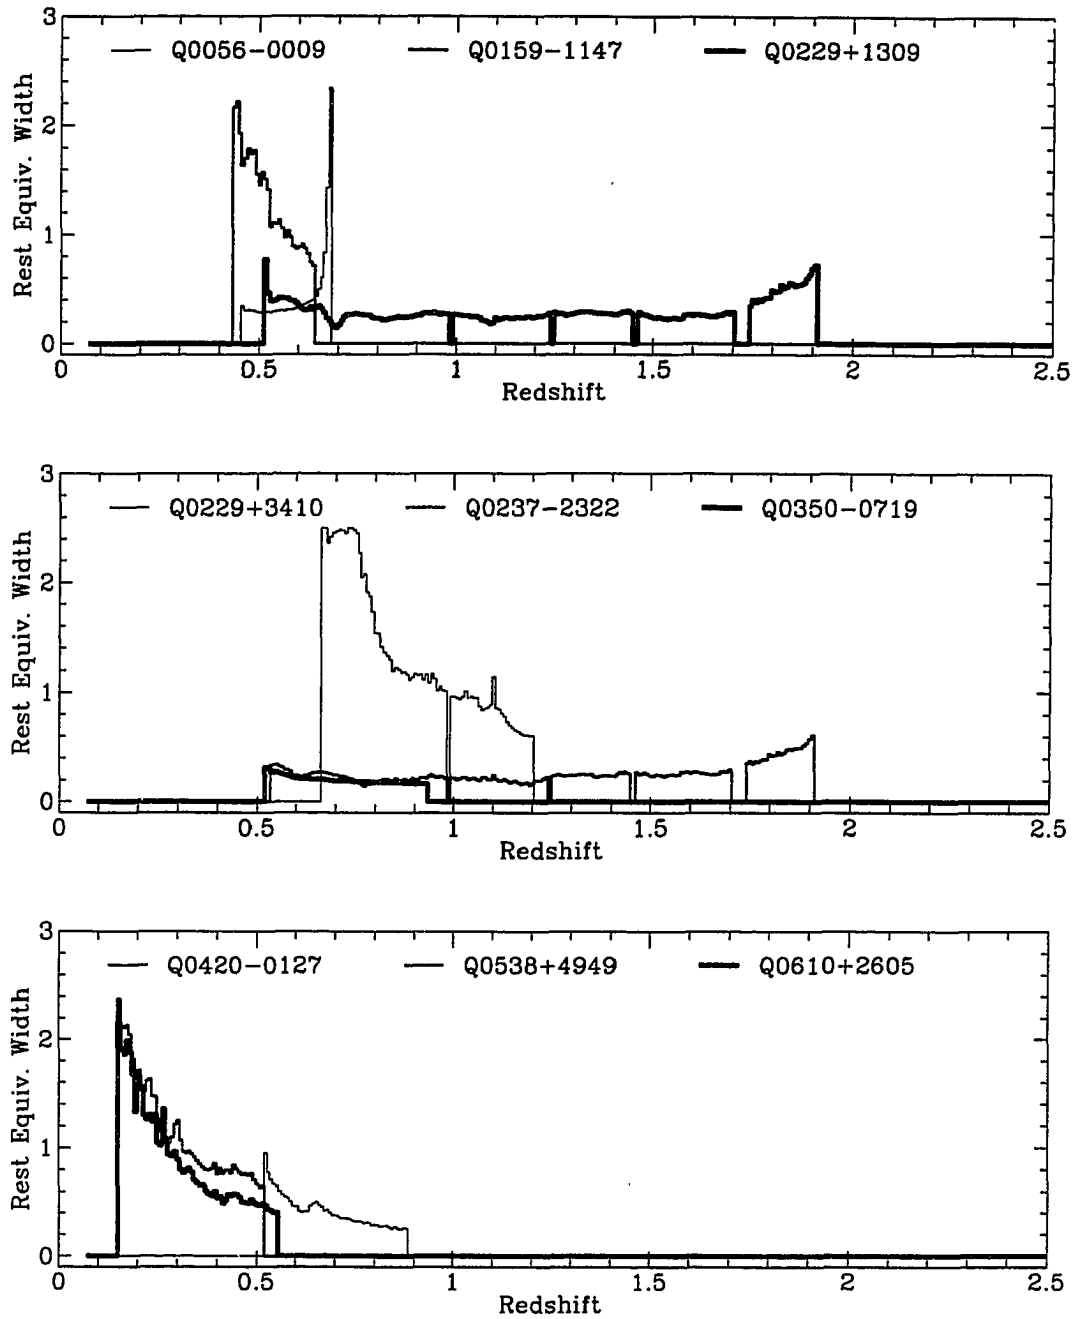 3
Q0056-0009 Q0159-1147 Q0229+1309
2
Rest Equiv. Width
1
0
0 0.5 1 1.5 2 2.5
Redshift
3
Q0229+3410 Q0237-2322 Q0350-0719
2
Rest Equiv. Width
1
0
0 0.5 1 1.5 2 2.5
Redshift
3
Q0420-0127 Q0538+4949 Q0610+2605
2
Rest Equiv. Width
1
0
0 0.5 1 1.5 2 2.5
Redshift